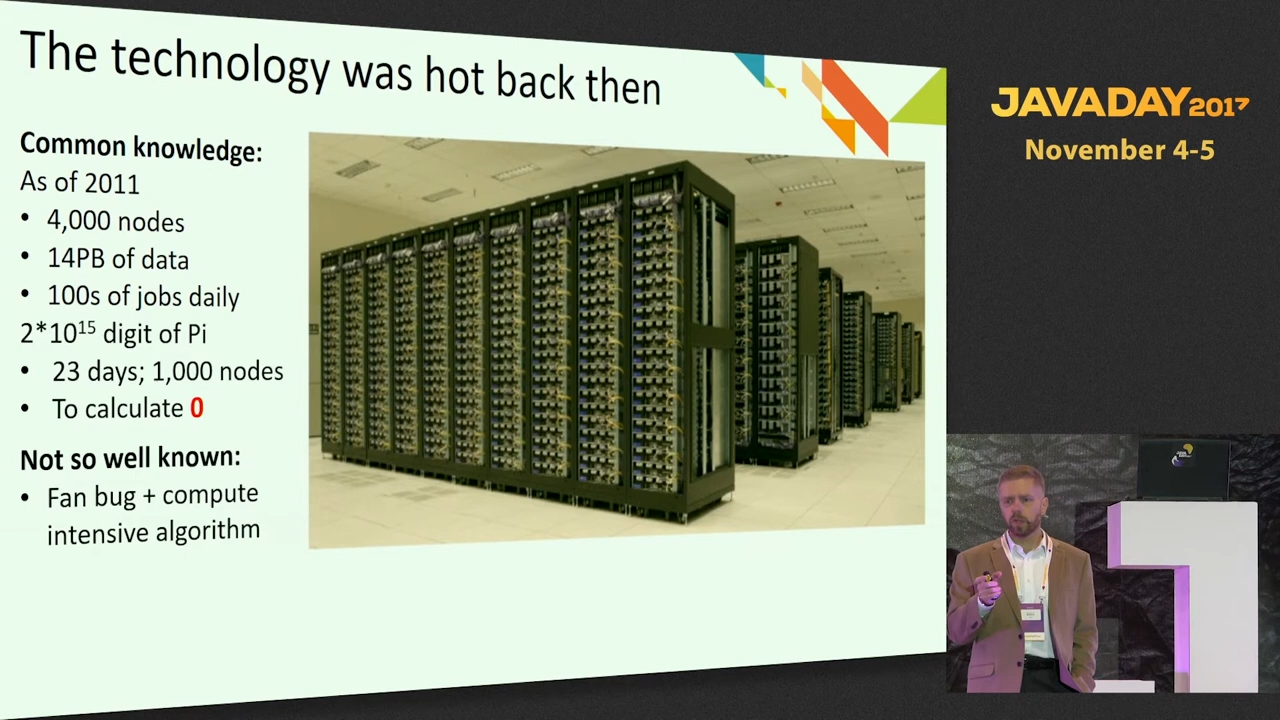 The technology was hot back then
Common knowledge:
As of 2011
• 4,000 nodes
• 14PB of data
• 100s of jobs daily
2*10¹⁵ digit of Pi
• 23 days; 1,000 nodes
• To calculate 0
Not so well known:
• Fan bug + compute
intensive algorithm
JAVADAY2017
November 4-5